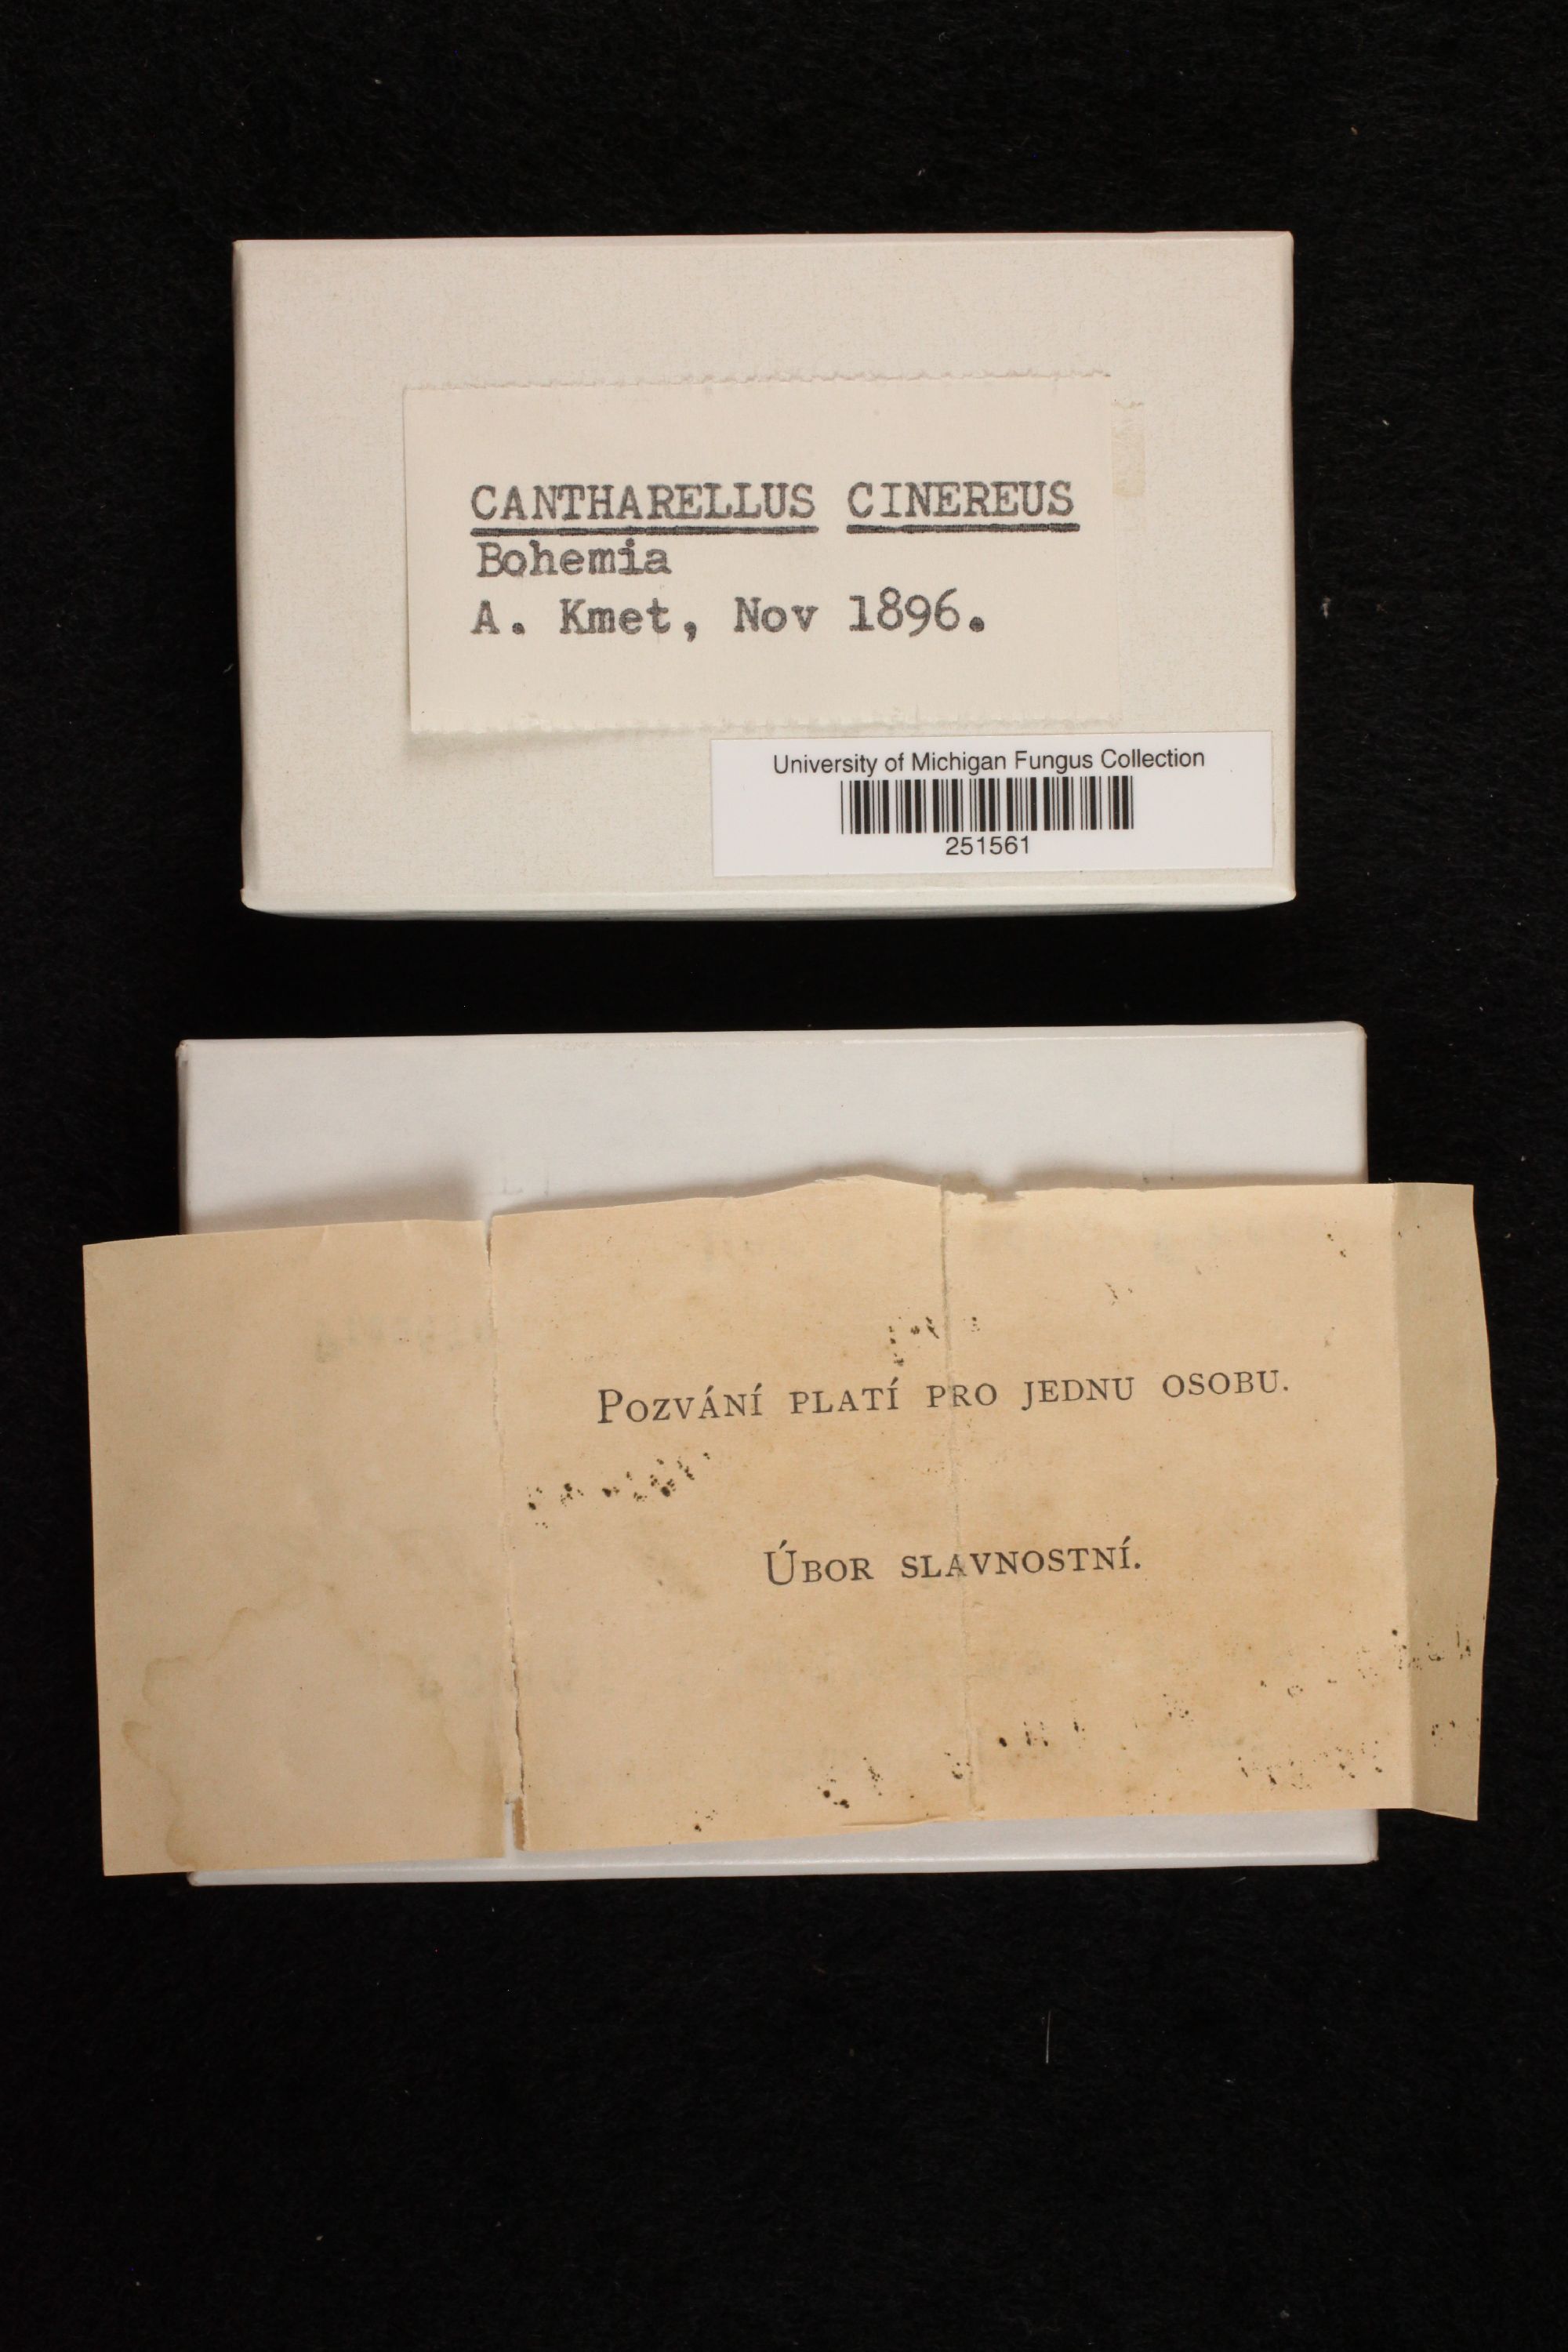 CANTHARELLUS CINEREUS
Bohemia
A. Kmet, Nov 1896.
University of Michigan Fungus Collection
251561
POZVÁNÍ PLATÍ PRO JEDNU OSOBU.
ÚBOR SLAVNOSTNÍ.